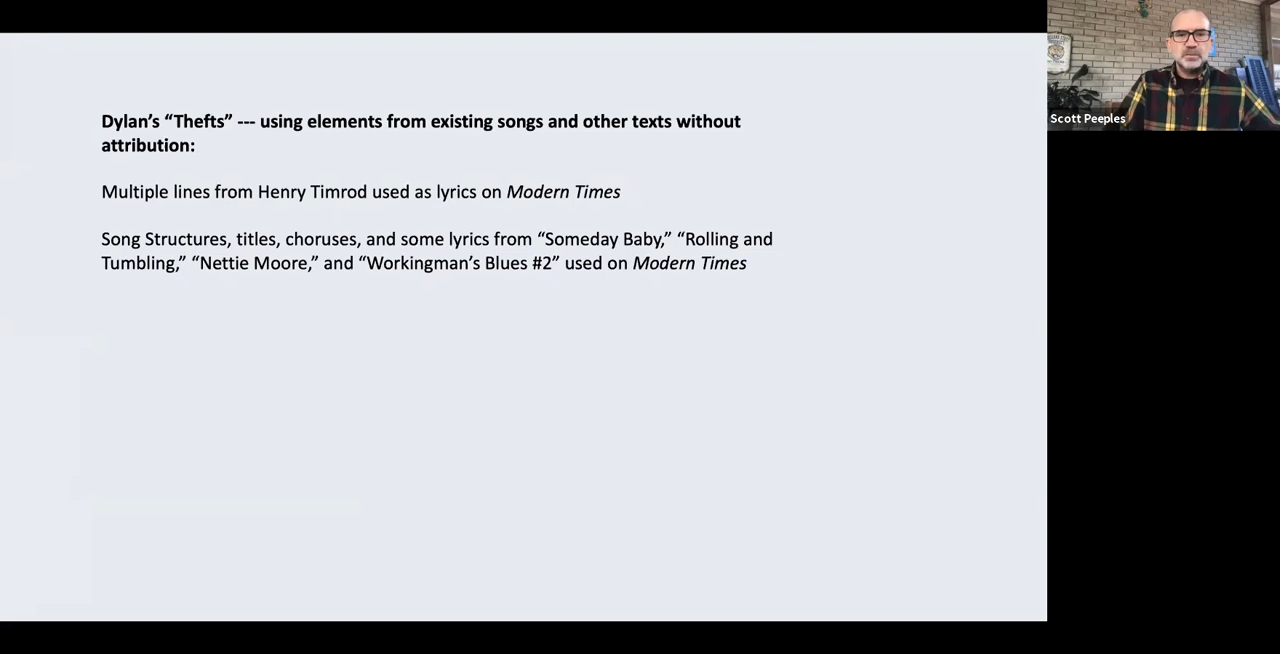 Dylan’s “Thefts” --- using elements from existing songs and other texts without
attribution:
Multiple lines from Henry Timrod used as lyrics on Modern Times
Song Structures, titles, choruses, and some lyrics from “Someday Baby,” “Rolling and
Tumbling,” “Nettie Moore,” and “Workingman’s Blues #2” used on Modern Times
Scott Peeples